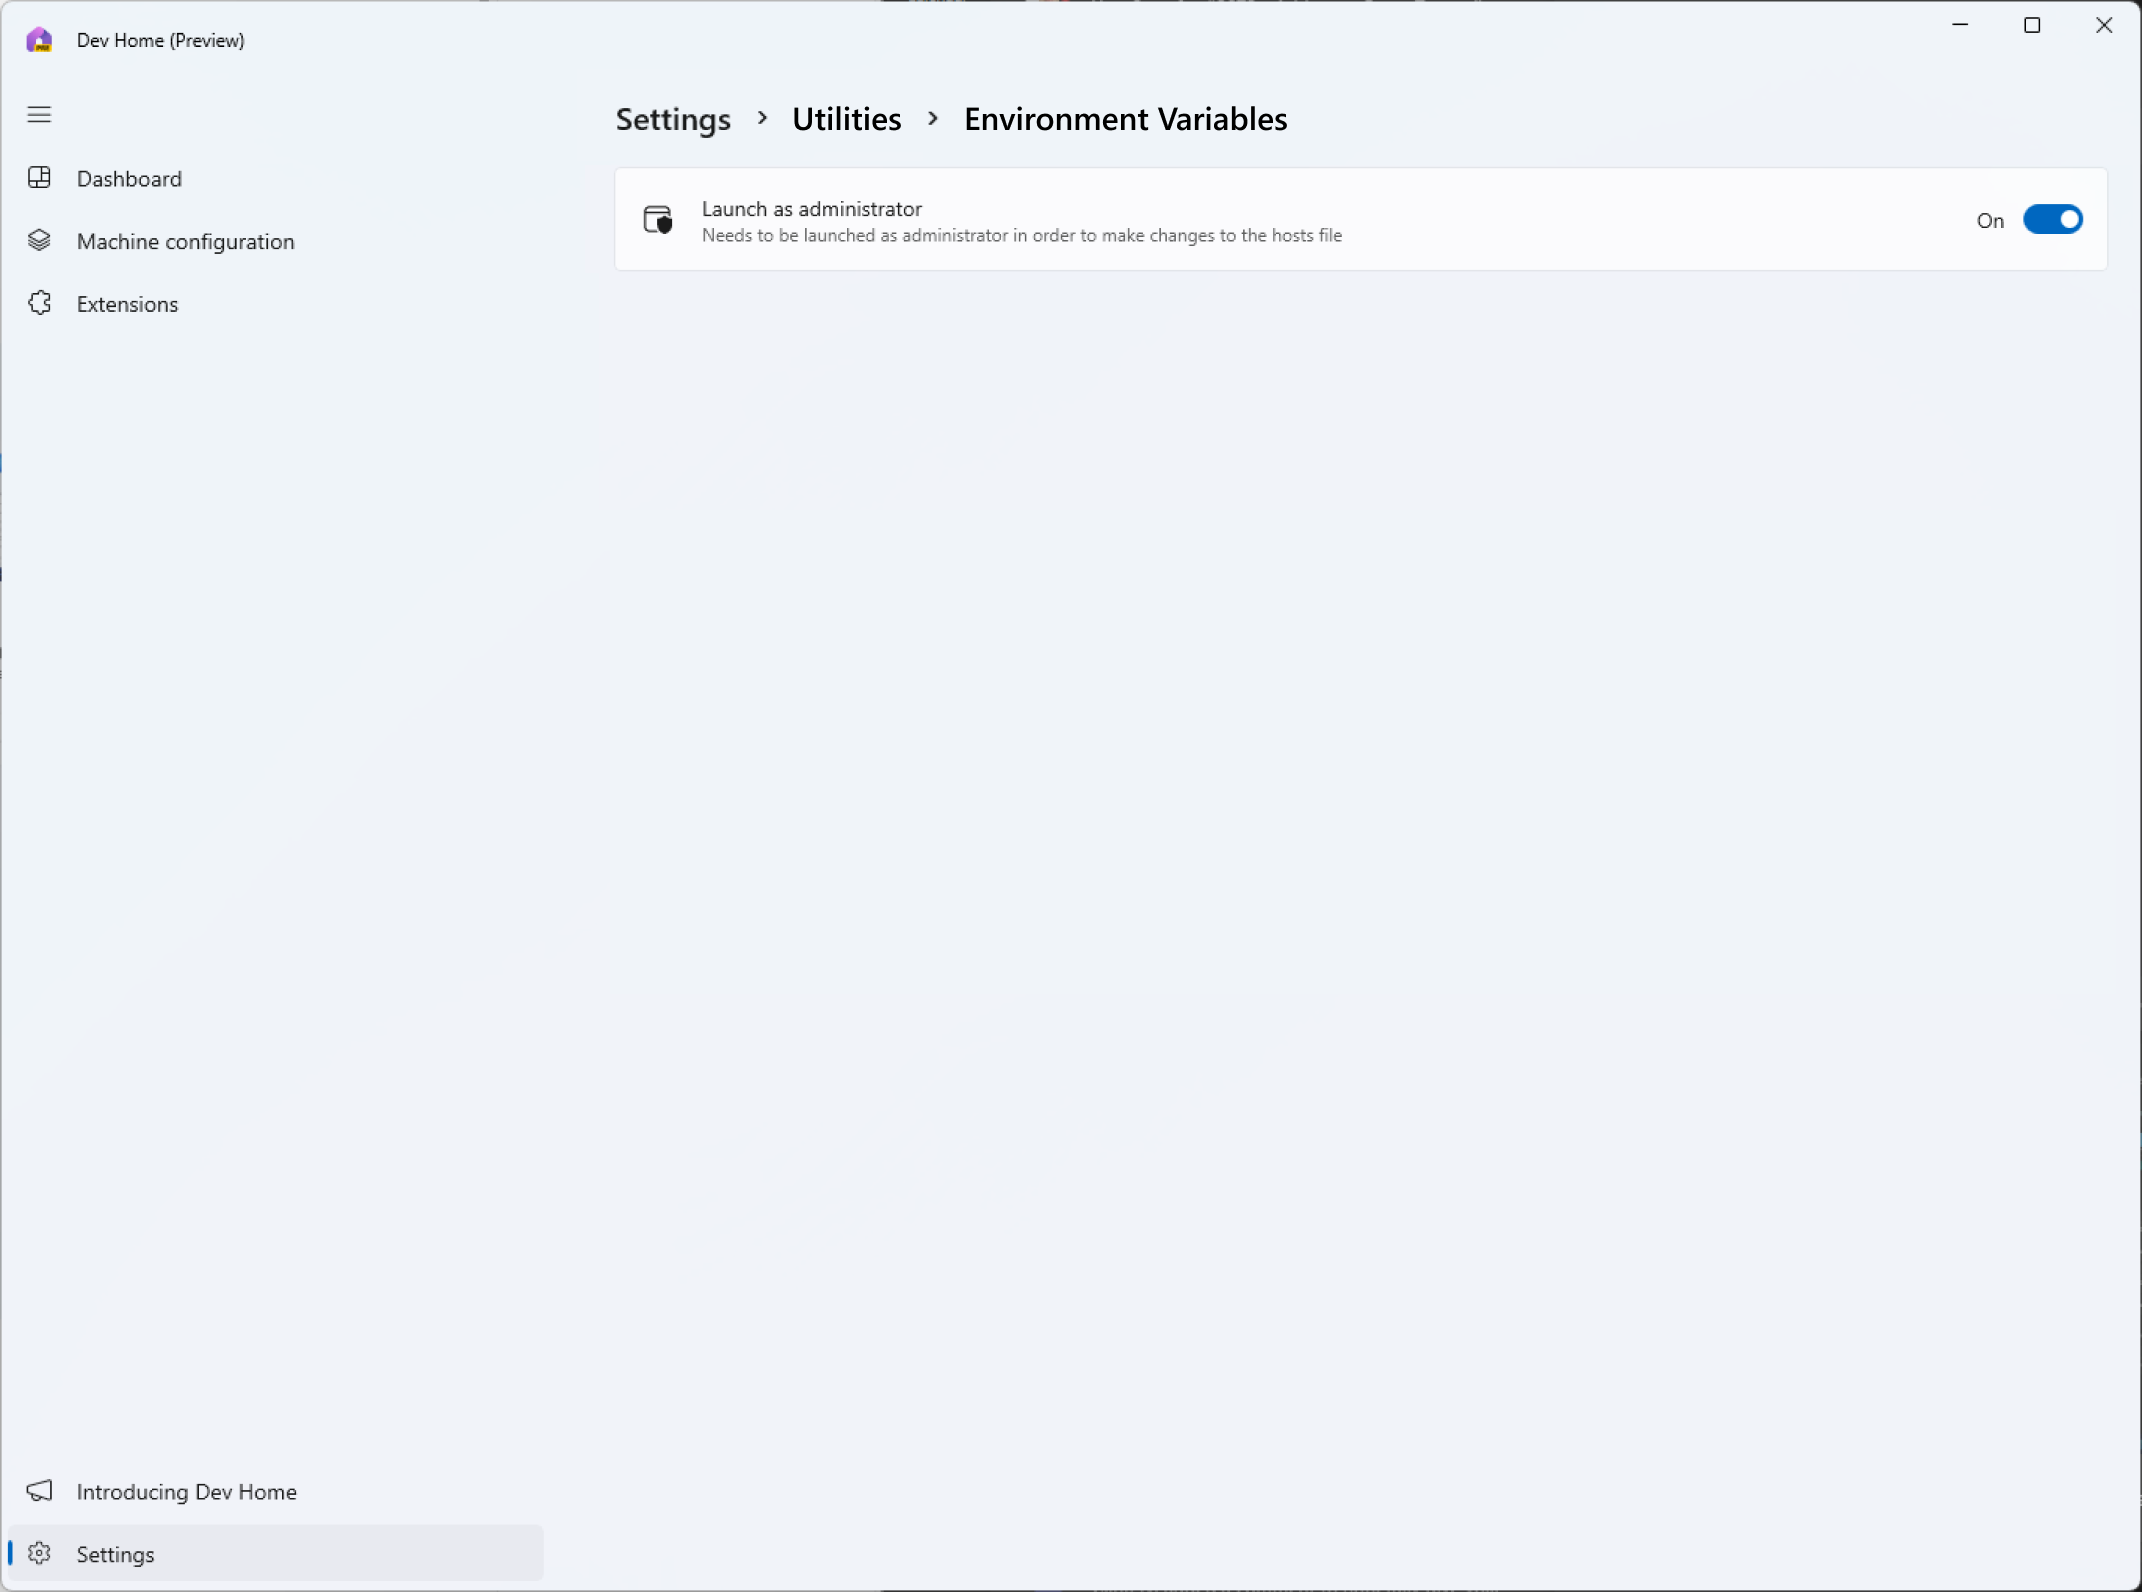 Dev Home (Preview)
Settings > Utilities > Environment Variables
Dashboard
Machine configuration
Extensions
Launch as administrator
Needs to be launched as administrator in order to make changes to the hosts file
On
Introducing Dev Home
Settings